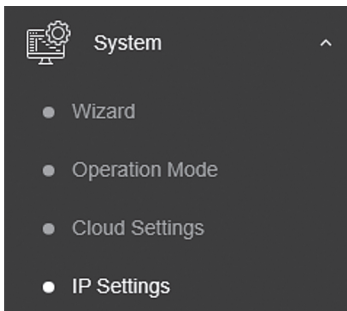 System
Wizard
Operation Mode
Cloud Settings
IP Settings